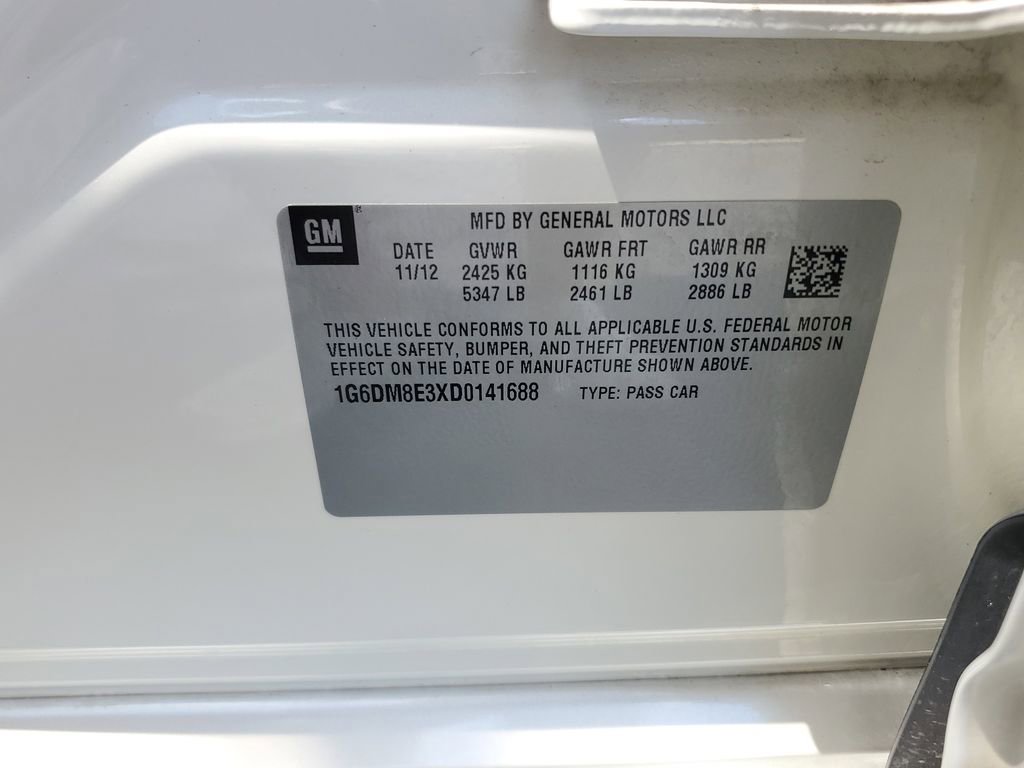 GM®
MFD BY GENERAL MOTORS LLC
DATE GVWR GAWR FRT GAWR RR
11/12 2425 KG 1116 KG 1309 KG
5347 LB 2461 LB 2886 LB
THIS VEHICLE CONFORMS TO ALL APPLICABLE U.S. FEDERAL MOTOR
VEHICLE SAFETY, BUMPER, AND THEFT PREVENTION STANDARDS IN
EFFECT ON THE DATE OF MANUFACTURE SHOWN ABOVE.
1G6DM8E3XD0141688 TYPE: PASS CAR